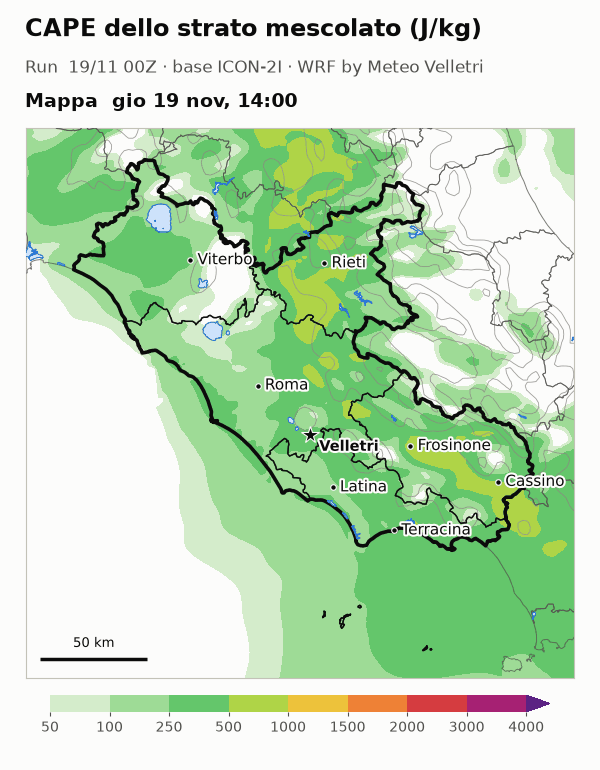 CAPE dello strato mescolato (J/kg)
Run 19/11 00Z · base ICON-2I · WRF by Meteo Velletri
Mappa gio 19 nov, 14:00
Viterbo
Rieti
Roma
Velletri
Frosinone
Cassino
Latina
Terracina
50 km
50 100 250 500 1000 1500 2000 3000 4000